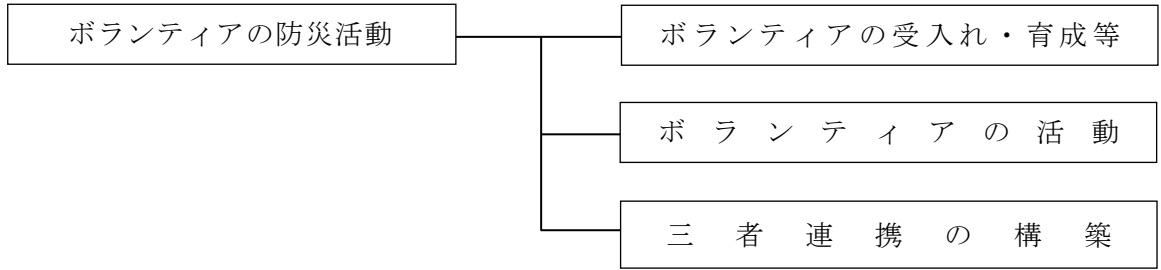 ボランティアの防災活動
ボランティアの受入れ・育成等
ボランティアの活動
三者連携の構築